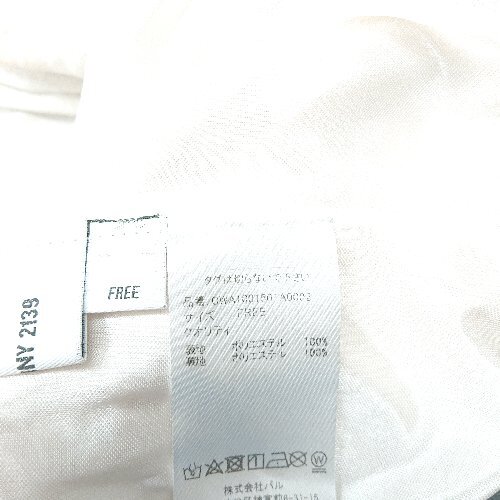 NNY 2139
FREE
タグは切らないで下さい
品番
サイズ FREE
クオリティ
表地 ポリエステル 100%
裏地 ポリエステル 100%
株式会社パル